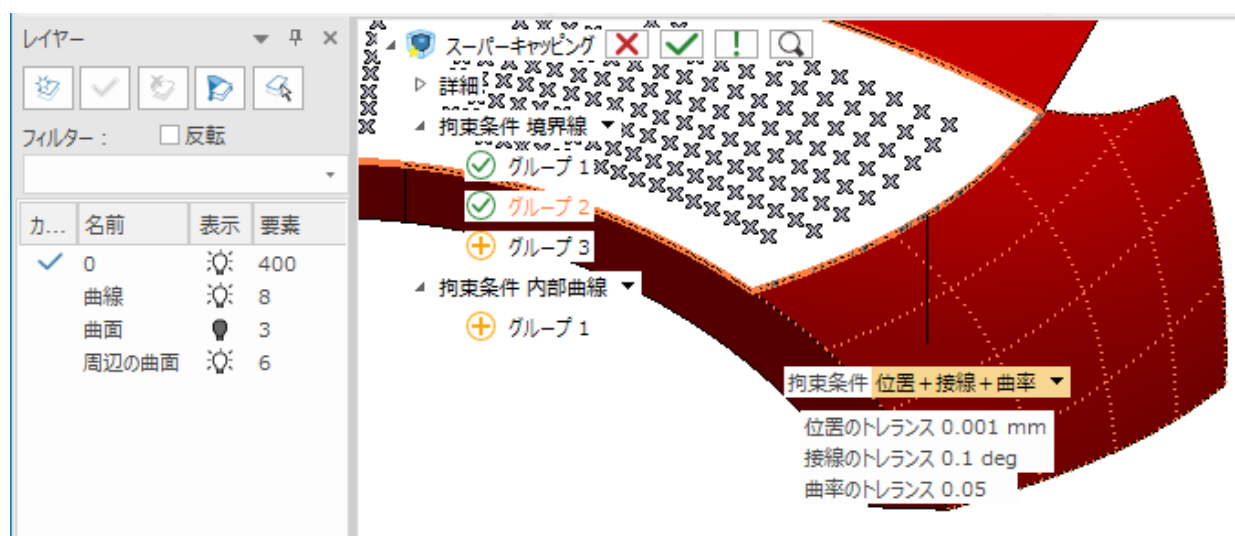 レイヤー
フィルター： 反転
カ... 名前 表示 要素
0 400
曲線 8
曲面 3
周辺の曲面 6
スーパーキャッピング
詳細
拘束条件 境界線
グループ 1
グループ 2
グループ 3
拘束条件 内部曲線
グループ 1
拘束条件 位置+接線+曲率
位置のトレランス 0.001 mm
接線のトレランス 0.1 deg
曲率のトレランス 0.05